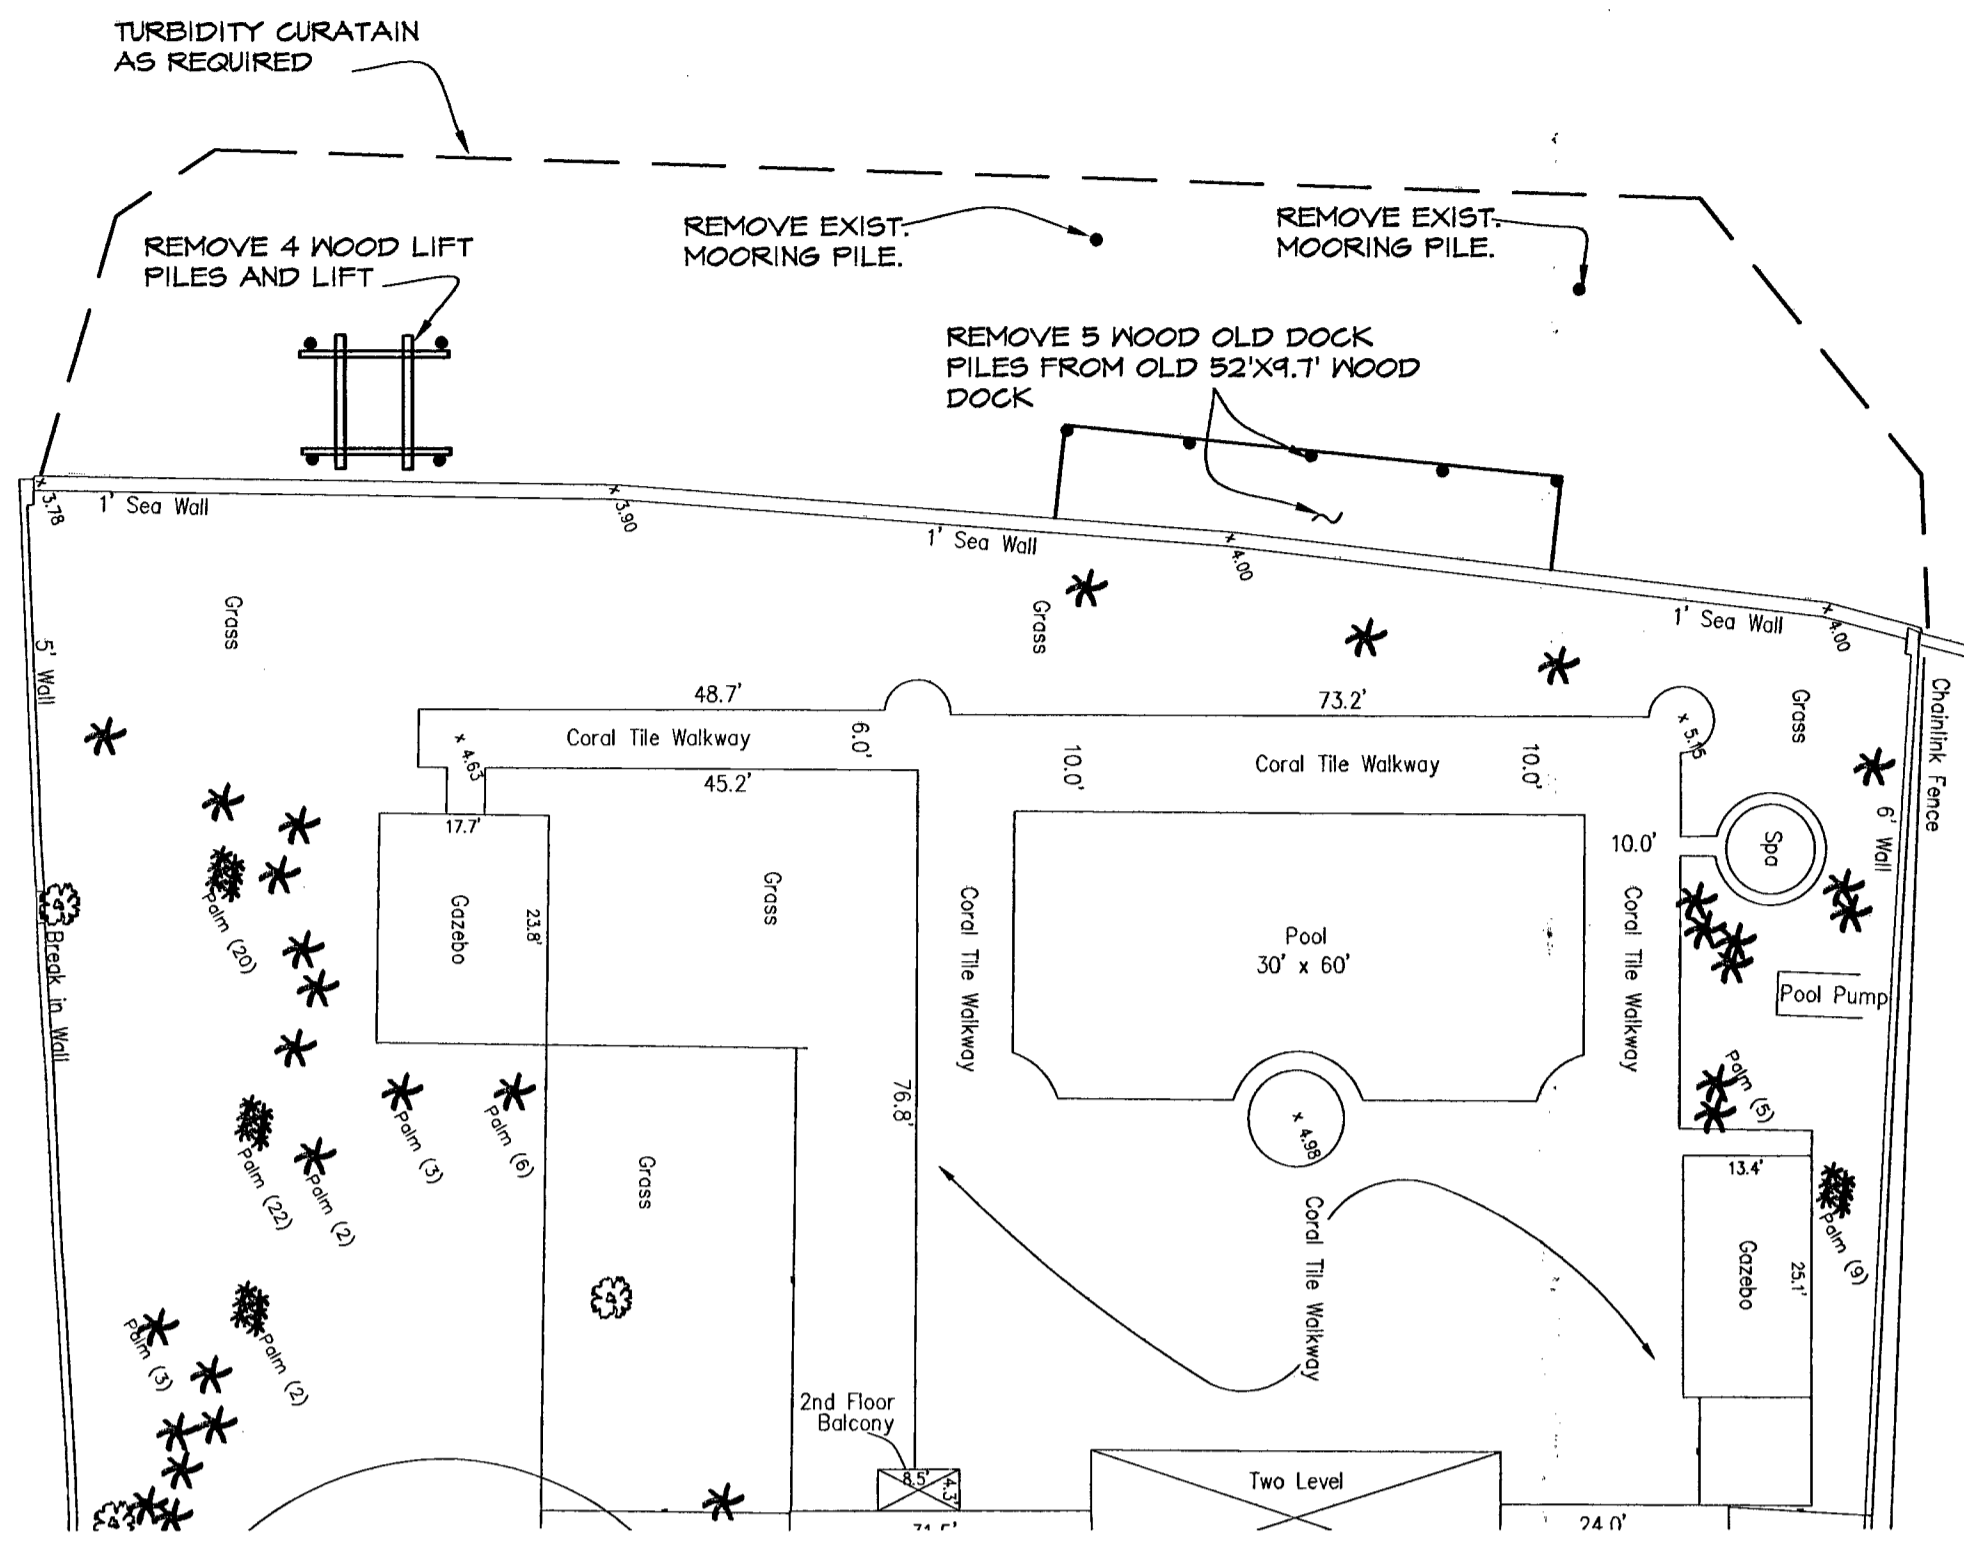 TURBIDITY CURATAIN
AS REQUIRED
REMOVE 4 WOOD LIFT
PILES AND LIFT
REMOVE EXIST.
MOORING PILE.
REMOVE EXIST.
MOORING PILE.
REMOVE 5 WOOD OLD DOCK
PILES FROM OLD 52'X9.7' WOOD
DOCK
3.78
1' Sea Wall
3.90
1' Sea Wall
4.00
1' Sea Wall
4.00
Grass
Grass
Grass
5' Wall
Chainlink Fence
6' Wall
48.7'
73.2'
Coral Tile Walkway
6.0'
4.63
45.2'
10.0'
Coral Tile Walkway
10.0'
5.15
17.7'
Gazebo
23.8'
Grass
Coral Tile Walkway
Pool
30' x 60'
10.0'
Coral Tile Walkway
Spa
Pool Pump
Palm (20)
Break in Wall
Palm (22)
Palm (2)
Palm (3)
Palm (6)
Grass
76.8'
4.98
Coral Tile Walkway
Palm (5)
13.4'
Gazebo
25.1'
Palm (9)
Palm (3)
Palm (2)
2nd Floor
Balcony
8.5'
4.3'
Two Level
71.5'
24.0'